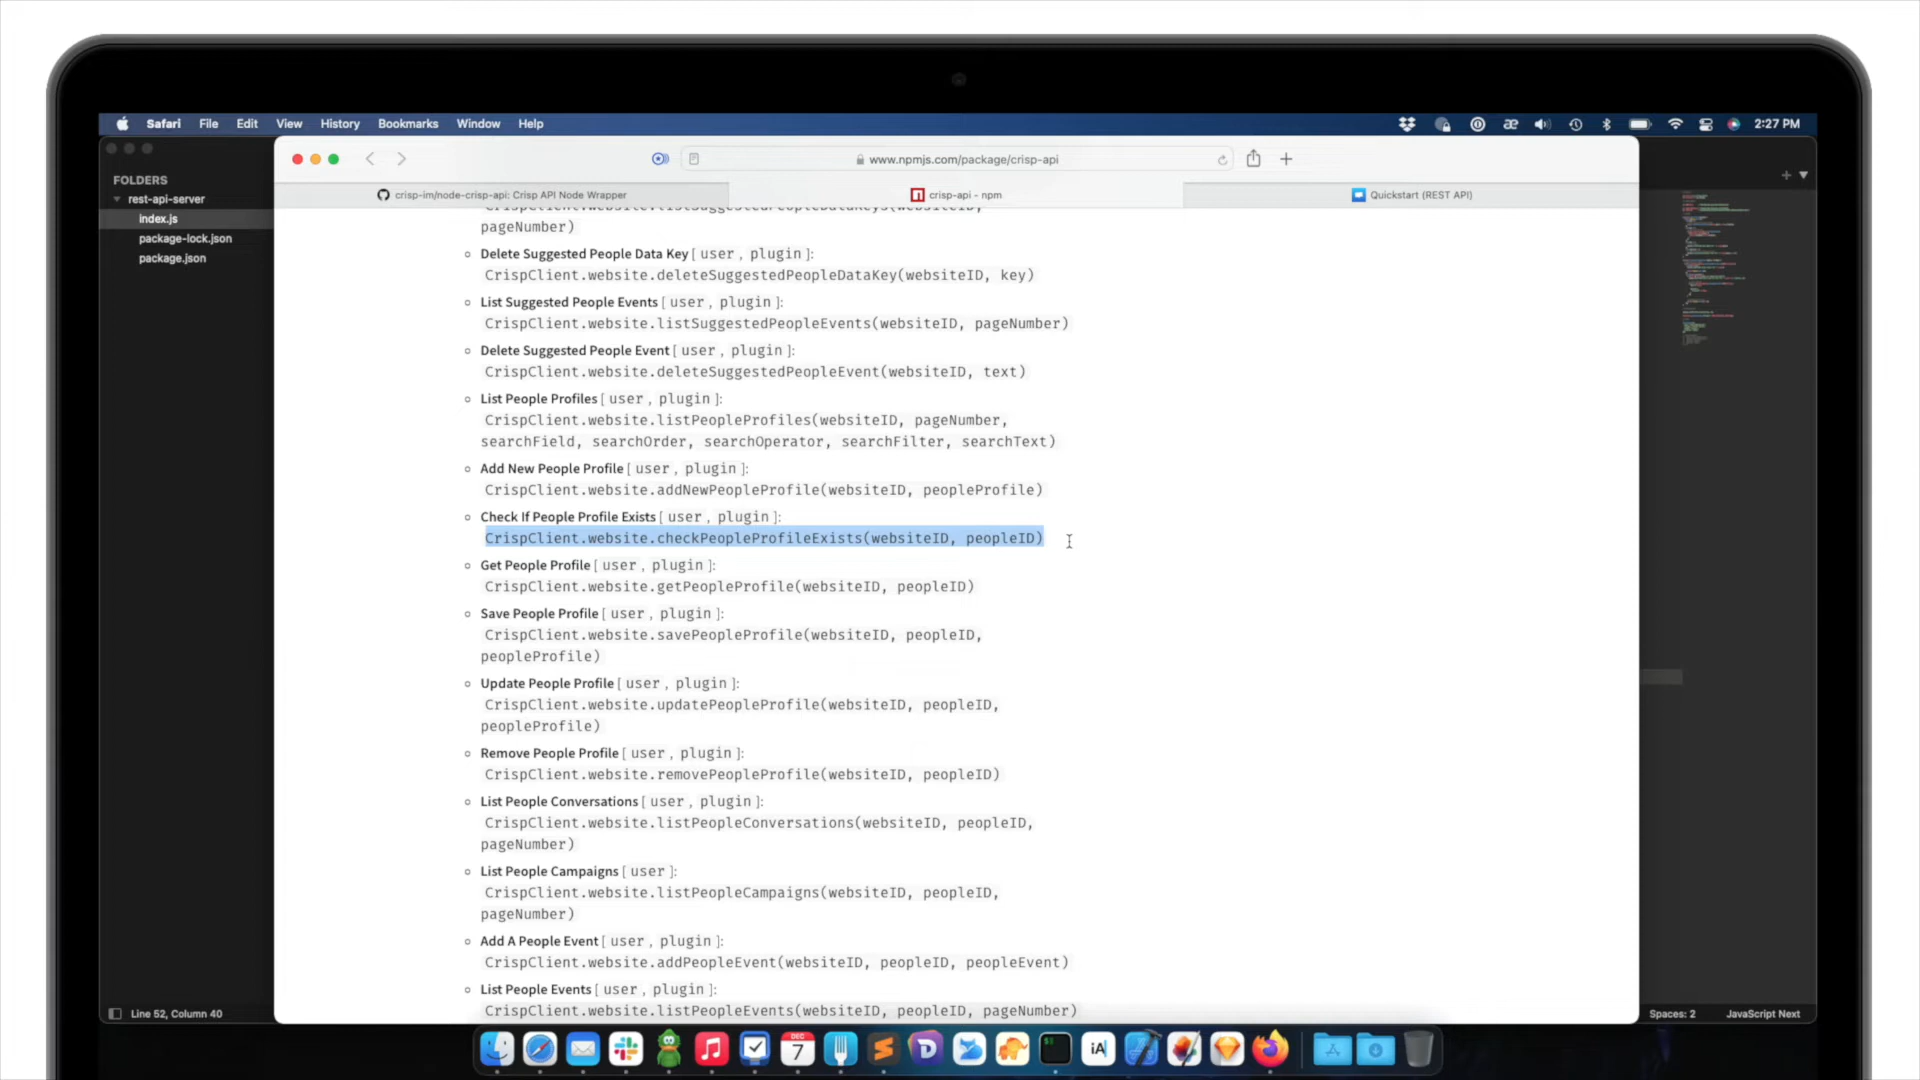 Safari File Edit View History Bookmarks Window Help
2:27 PM
www.npmjs.com/package/crisp-api
crisp-im/node-crisp-api: Crisp API Node Wrapper
crisp-api - npm
Quickstart (REST API)
FOLDERS
rest-api-server
index.js
package-lock.json
package.json
CrispClient.website.listSuggestedPeopleDataKeys(websiteID,
pageNumber)
Delete Suggested People Data Key [ user , plugin ]:
CrispClient.website.deleteSuggestedPeopleDataKey(websiteID, key)
List Suggested People Events [ user , plugin ]:
CrispClient.website.listSuggestedPeopleEvents(websiteID, pageNumber)
Delete Suggested People Event [ user , plugin ]:
CrispClient.website.deleteSuggestedPeopleEvent(websiteID, text)
List People Profiles [ user , plugin ]:
CrispClient.website.listPeopleProfiles(websiteID, pageNumber,
searchField, searchOrder, searchOperator, searchFilter, searchText)
Add New People Profile [ user , plugin ]:
CrispClient.website.addNewPeopleProfile(websiteID, peopleProfile)
Check If People Profile Exists [ user , plugin ]:
CrispClient.website.checkPeopleProfileExists(websiteID, peopleID)
Get People Profile [ user , plugin ]:
CrispClient.website.getPeopleProfile(websiteID, peopleID)
Save People Profile [ user , plugin ]:
CrispClient.website.savePeopleProfile(websiteID, peopleID,
peopleProfile)
Update People Profile [ user , plugin ]:
CrispClient.website.updatePeopleProfile(websiteID, peopleID,
peopleProfile)
Remove People Profile [ user , plugin ]:
CrispClient.website.removePeopleProfile(websiteID, peopleID)
List People Conversations [ user , plugin ]:
CrispClient.website.listPeopleConversations(websiteID, peopleID,
pageNumber)
List People Campaigns [ user ]:
CrispClient.website.listPeopleCampaigns(websiteID, peopleID,
pageNumber)
Add A People Event [ user , plugin ]:
CrispClient.website.addPeopleEvent(websiteID, peopleID, peopleEvent)
List People Events [ user , plugin ]:
CrispClient.website.listPeopleEvents(websiteID, peopleID, pageNumber)
Line 52, Column 40
Spaces: 2
JavaScript Next
DEC
7
iA